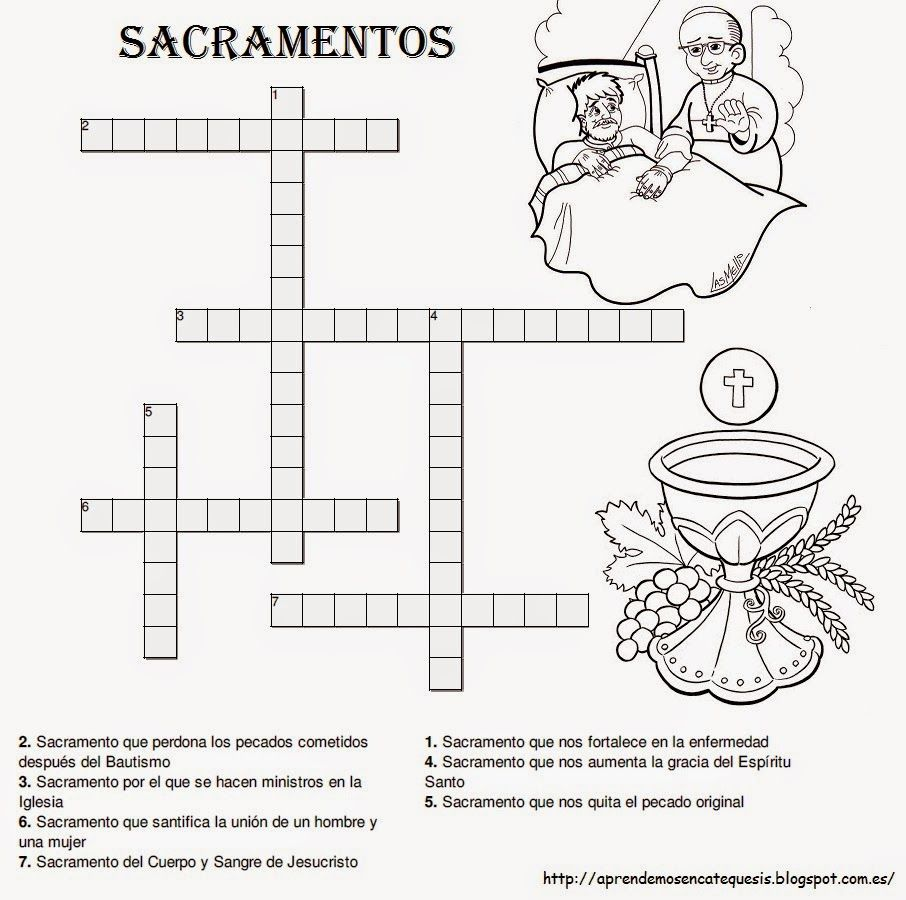 SACRAMENTOS
1
2
3
4
5
6
7
LAS MELLI
2. Sacramento que perdona los pecados cometidos
después del Bautismo
3. Sacramento por el que se hacen ministros en la
Iglesia
6. Sacramento que santifica la unión de un hombre y
una mujer
7. Sacramento del Cuerpo y Sangre de Jesucristo
1. Sacramento que nos fortalece en la enfermedad
4. Sacramento que nos aumenta la gracia del Espíritu
Santo
5. Sacramento que nos quita el pecado original
http://aprendemosencatequesis.blogspot.com.es/